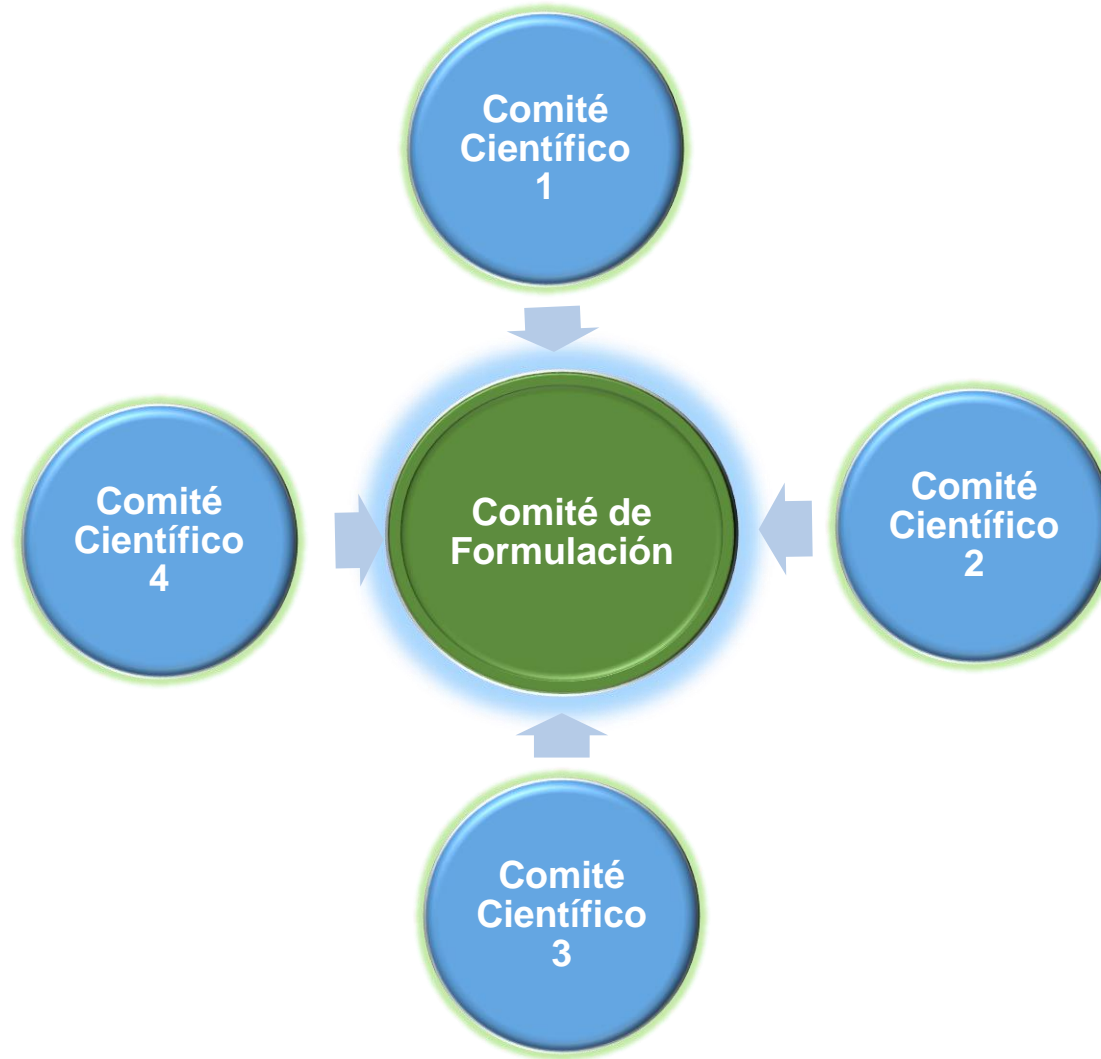 Comité
Científico
1
Comité
Científico
4
Comité de
Formulación
Comité
Científico
2
Comité
Científico
3